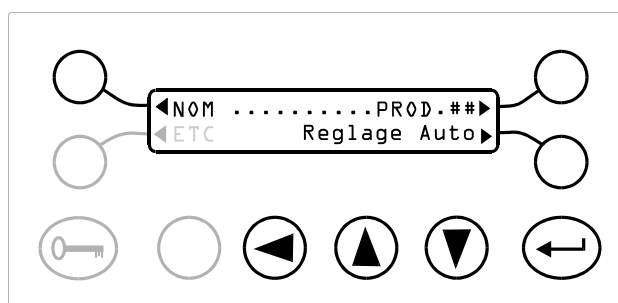 NOM ..........PROD.##
ETC Reglage Auto